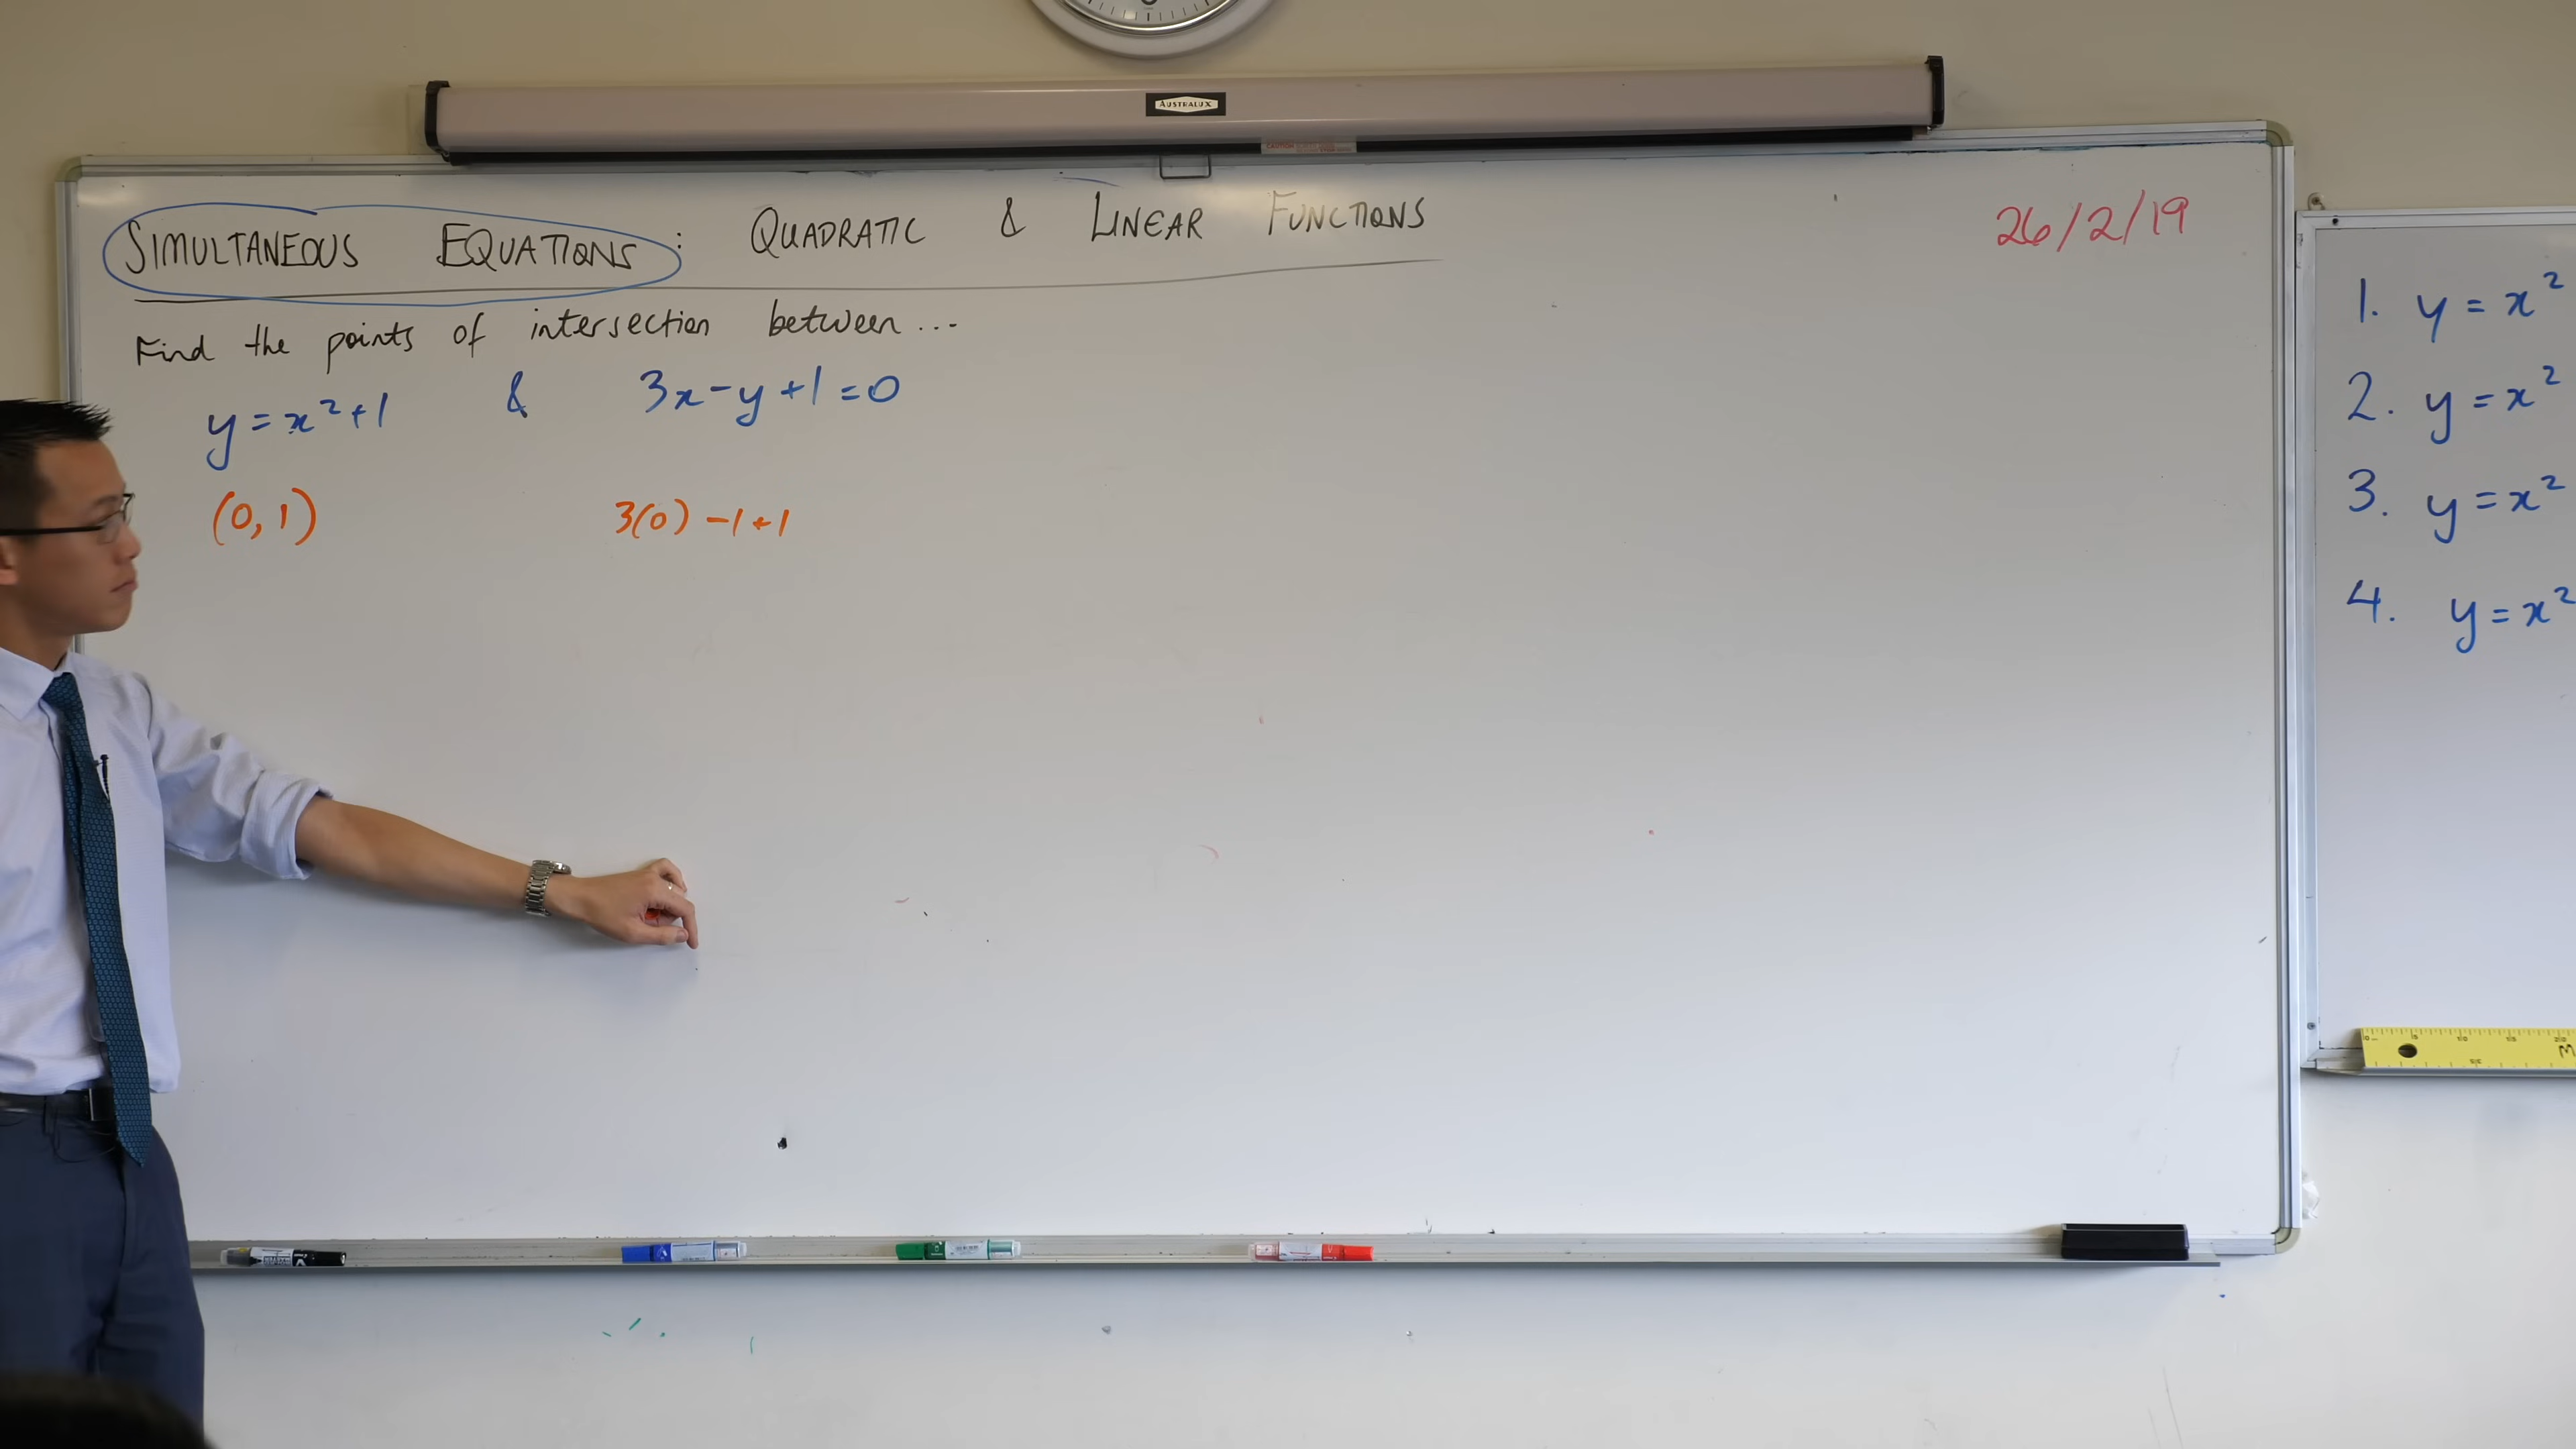 AUSTRALUX
CAUTION
SIMULTANEOUS EQUATIONS : QUADRATIC & LINEAR FUNCTIONS
26/2/19
Find the points of intersection between...
y = x² + 1 & 3x - y + 1 = 0
(0, 1) 3(0) - 1 + 1
1. y = x²
2. y = x²
3. y = x²
4. y = x²